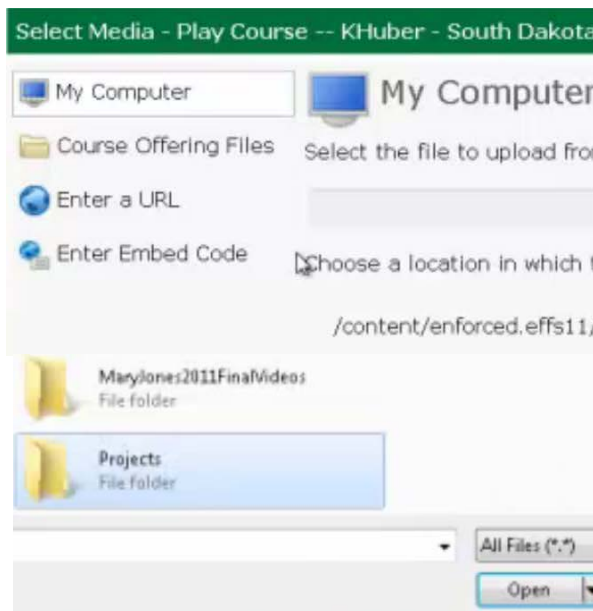 Select Media - Play Course -- KHuber - South Dakota
My Computer
Course Offering Files
Enter a URL
Enter Embed Code
My Computer
Select the file to upload fro
Choose a location in which t
/content/enforced.effs11/
MaryJones2011FinalVideos
File folder
Projects
File folder
All Files (*.*)
Open